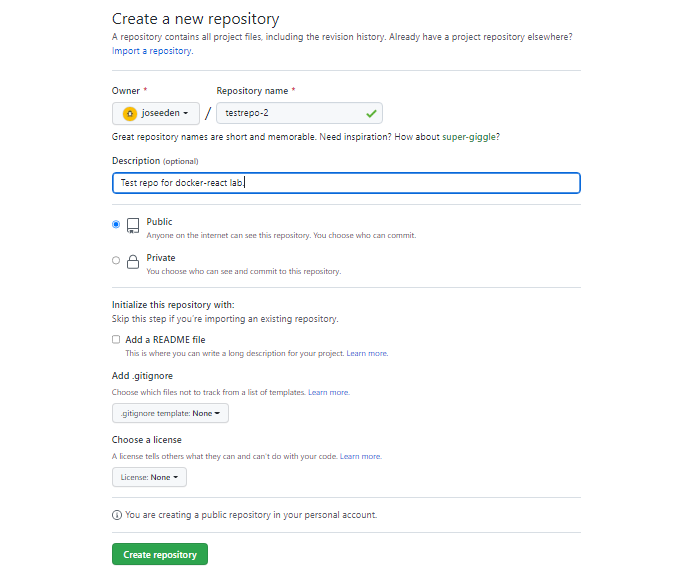 Create a new repository
A repository contains all project files, including the revision history. Already have a project repository elsewhere?
Import a repository.
Owner * Repository name *
joseeden / testrepo-2
Great repository names are short and memorable. Need inspiration? How about super-giggle?
Description (optional)
Test repo for docker-react lab.
Public
Anyone on the internet can see this repository. You choose who can commit.
Private
You choose who can see and commit to this repository.
Initialize this repository with:
Skip this step if you're importing an existing repository.
Add a README file
This is where you can write a long description for your project. Learn more.
Add .gitignore
Choose which files not to track from a list of templates. Learn more.
.gitignore template: None
Choose a license
A license tells others what they can and can't do with your code. Learn more.
License: None
You are creating a public repository in your personal account.
Create repository